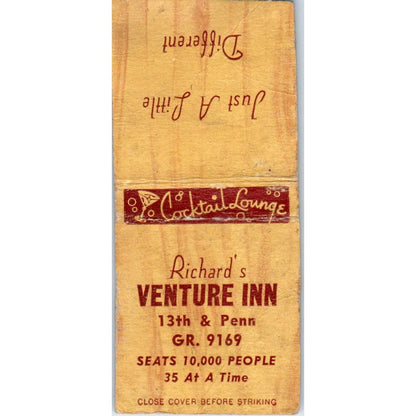 Just A Little
Different
Cocktail Lounge
Richard's
VENTURE INN
13th & Penn
GR. 9169
SEATS 10,000 PEOPLE
35 At A Time
CLOSE COVER BEFORE STRIKING